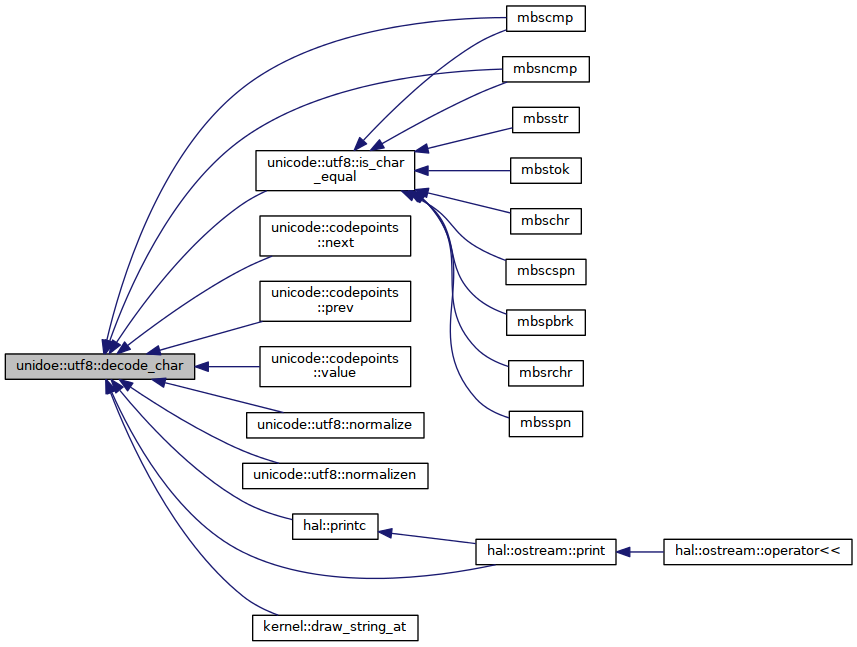 mbscmp
mbsncmp
mbsstr
unicode::utf8::is_char
_equal
mbstok
mbschr
unicode::codepoints
::next
mbscspn
unicode::codepoints
::prev
mbspbrk
unidoe::utf8::decode_char
unicode::codepoints
::value
mbsrchr
unicode::utf8::normalize
mbsspn
unicode::utf8::normalizen
hal::printc
hal::ostream::print
hal::ostream::operator<<
kernel::draw_string_at